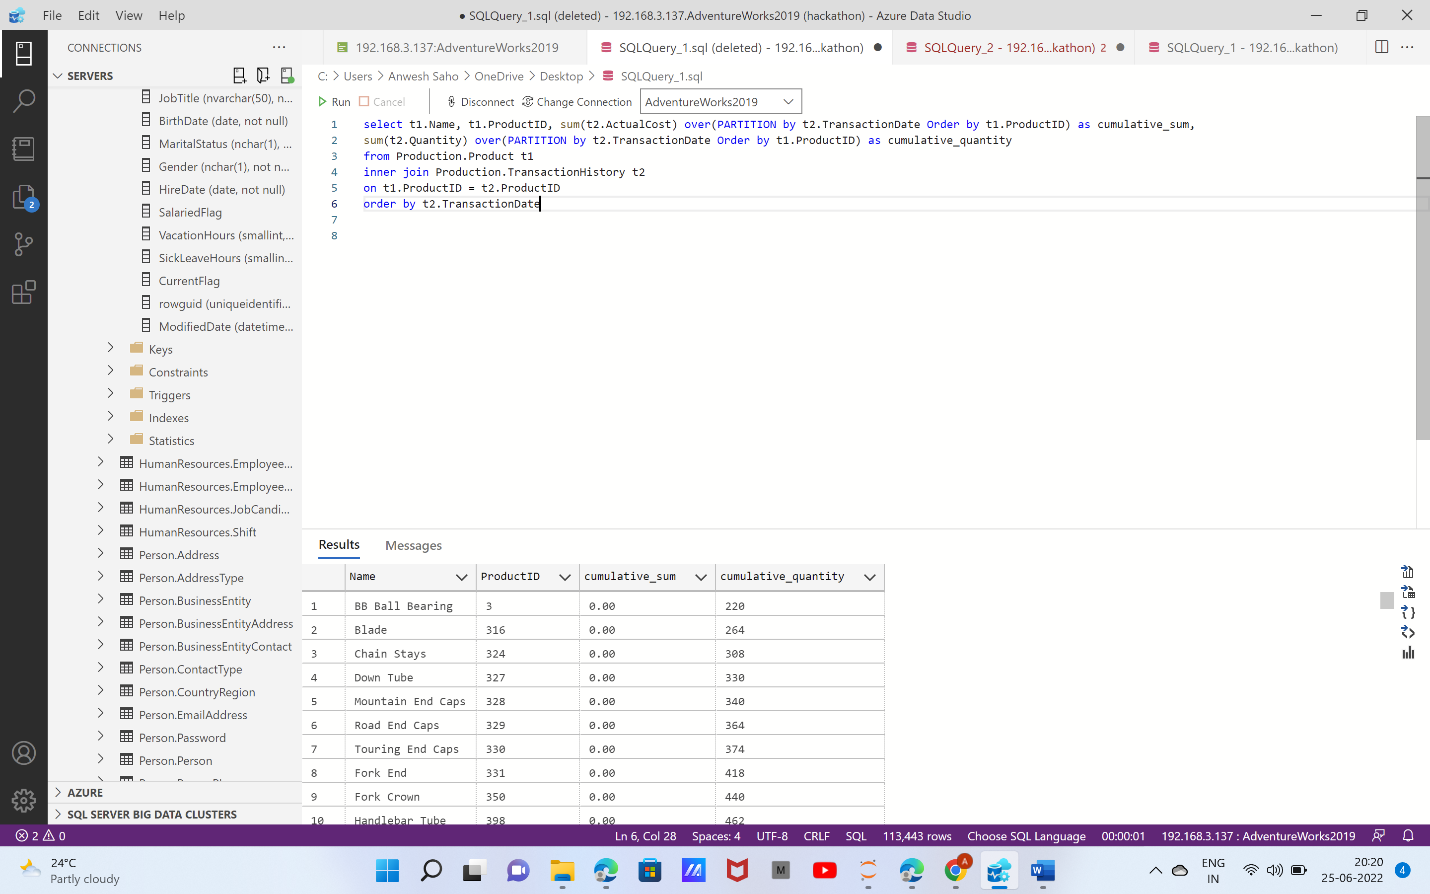 File Edit View Help
● SQLQuery_1.sql (deleted) - 192.168.3.137.AdventureWorks2019 (hackathon) - Azure Data Studio
CONNECTIONS
192.168.3.137:AdventureWorks2019
SQLQuery_1.sql (deleted) - 192.16...kathon)
SQLQuery_2 - 192.16...kathon) 2
SQLQuery_1 - 192.16...kathon)
SERVERS
C: > Users > Anwesh Saho > OneDrive > Desktop > SQLQuery_1.sql
Run Cancel Disconnect Change Connection AdventureWorks2019
1 select t1.Name, t1.ProductID, sum(t2.ActualCost) over(PARTITION by t2.TransactionDate Order by t1.ProductID) as cumulative_sum,
2 sum(t2.Quantity) over(PARTITION by t2.TransactionDate Order by t1.ProductID) as cumulative_quantity
3 from Production.Product t1
4 inner join Production.TransactionHistory t2
5 on t1.ProductID = t2.ProductID
6 order by t2.TransactionDate
7
8
JobTitle (nvarchar(50), n...
BirthDate (date, not null)
MaritalStatus (nchar(1), ...
Gender (nchar(1), not n...
HireDate (date, not null)
2
SalariedFlag
VacationHours (smallint,...
SickLeaveHours (smallin...
CurrentFlag
rowguid (uniqueidentifi...
ModifiedDate (datetime...
Keys
Constraints
Triggers
Indexes
Statistics
HumanResources.Employee...
HumanResources.Employee...
HumanResources.JobCandi...
HumanResources.Shift
Person.Address
Person.AddressType
Person.BusinessEntity
Person.BusinessEntityAddress
Person.BusinessEntityContact
Person.ContactType
Person.CountryRegion
Person.EmailAddress
Person.Password
Person.Person
AZURE
SQL SERVER BIG DATA CLUSTERS
Results Messages
Name ProductID cumulative_sum cumulative_quantity
1 BB Ball Bearing 3 0.00 220
2 Blade 316 0.00 264
3 Chain Stays 324 0.00 308
4 Down Tube 327 0.00 330
5 Mountain End Caps 328 0.00 340
6 Road End Caps 329 0.00 364
7 Touring End Caps 330 0.00 374
8 Fork End 331 0.00 418
9 Fork Crown 350 0.00 440
10 Handlebar Tube 398 0.00 462
2 0 Ln 6, Col 28 Spaces: 4 UTF-8 CRLF SQL 113,443 rows Choose SQL Language 00:00:01 192.168.3.137 : AdventureWorks2019
24°C
Partly cloudy
M
A
ENG
IN
20:20
25-06-2022
4